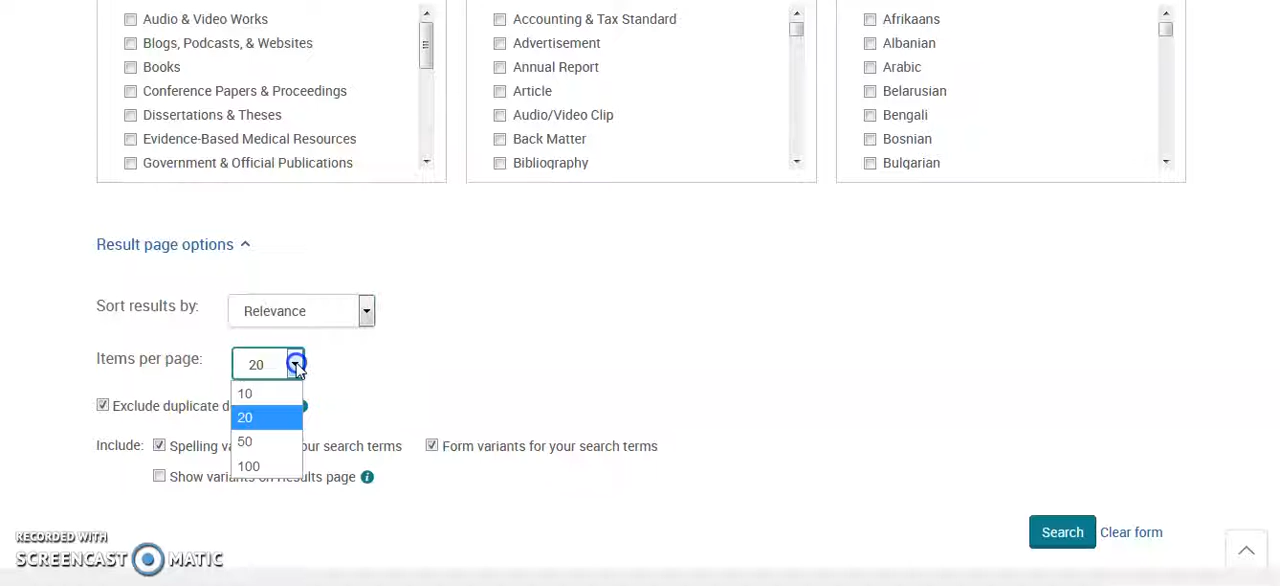 Audio & Video Works
Blogs, Podcasts, & Websites
Books
Conference Papers & Proceedings
Dissertations & Theses
Evidence-Based Medical Resources
Government & Official Publications
Accounting & Tax Standard
Advertisement
Annual Report
Article
Audio/Video Clip
Back Matter
Bibliography
Afrikaans
Albanian
Arabic
Belarusian
Bengali
Bosnian
Bulgarian
Result page options
Sort results by: Relevance
Items per page: 20
10
20
50
100
Exclude duplicate d
Include: Spelling va our search terms Form variants for your search terms
Show variants on results page
Search Clear form
RECORDED WITH
SCREENCAST MATIC